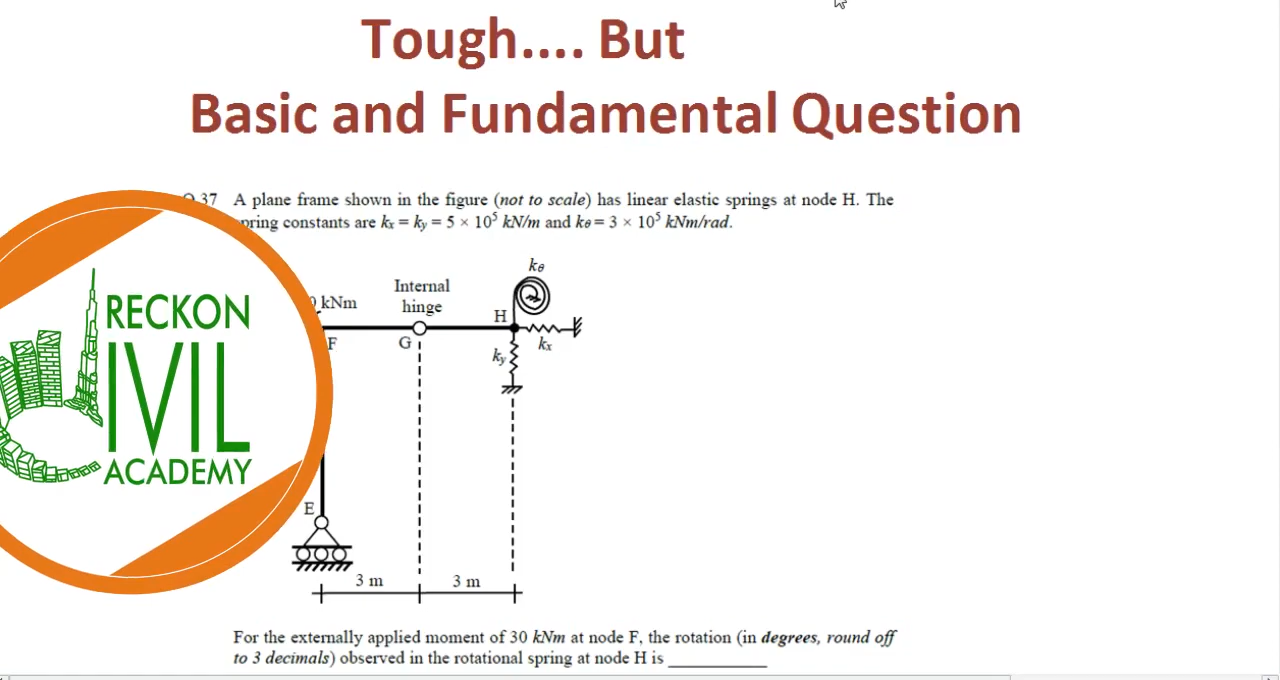 Tough.... But
Basic and Fundamental Question
37 A plane frame shown in the figure (not to scale) has linear elastic springs at node H. The
constants are kx = ky = 5 × 10⁵ kN/m and kθ = 3 × 10⁵ kNm/rad.
kθ
Internal
kNm hinge
H
F G kx
ky
RECKON
IVIL
ACADEMY
E
3 m 3 m
For the externally applied moment of 30 kNm at node F, the rotation (in degrees, round off
to 3 decimals) observed in the rotational spring at node H is ___________